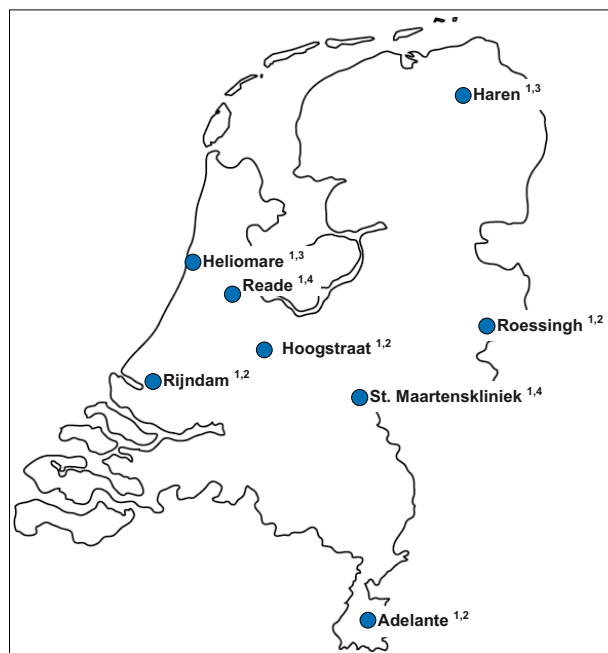 Haren 1,3
Heliomare 1,3
Reade 1,4
Roessingh 1,2
Hoogstraat 1,2
Rijndam 1,2
St. Maartenskliniek 1,4
Adelante 1,2